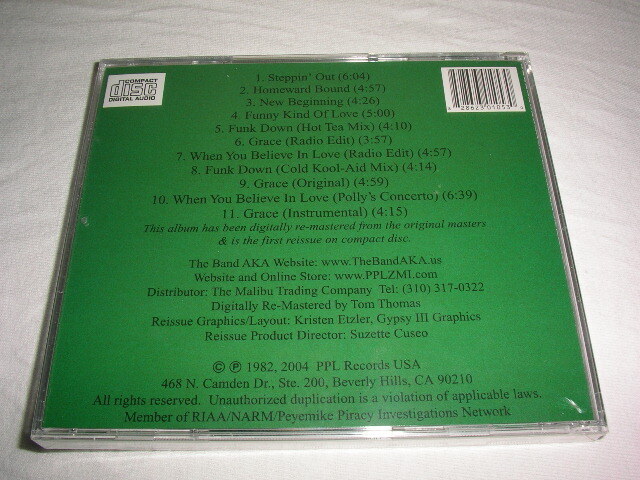 COMPACT
disc
DIGITAL AUDIO
1. Steppin' Out (6:04)
2. Homeward Bound (4:57)
3. New Beginning (4:26)
4. Funny Kind Of Love (5:00)
5. Funk Down (Hot Tea Mix) (4:10)
6. Grace (Radio Edit) (3:57)
7. When You Believe In Love (Radio Edit) (4:57)
8. Funk Down (Cold Kool-Aid Mix) (4:14)
9. Grace (Original) (4:59)
10. When You Believe In Love (Polly's Concerto) (6:39)
11. Grace (Instrumental) (4:15)
This album has been digitally re-mastered from the original masters
& is the first reissue on compact disc.
The Band AKA Website: www.TheBandAKA.us
Website and Online Store: www.PPLZMI.com
Distributor: The Malibu Trading Company Tel: (310) 317-0322
Digitally Re-Mastered by Tom Thomas
Reissue Graphics/Layout: Kristen Etzler, Gypsy III Graphics
Reissue Product Director: Suzette Cuseo
© ℗ 1982, 2004 PPL Records USA
468 N. Camden Dr., Ste. 200, Beverly Hills, CA 90210
All rights reserved. Unauthorized duplication is a violation of applicable laws.
Member of RIAA/NARM/Peyemike Piracy Investigations Network